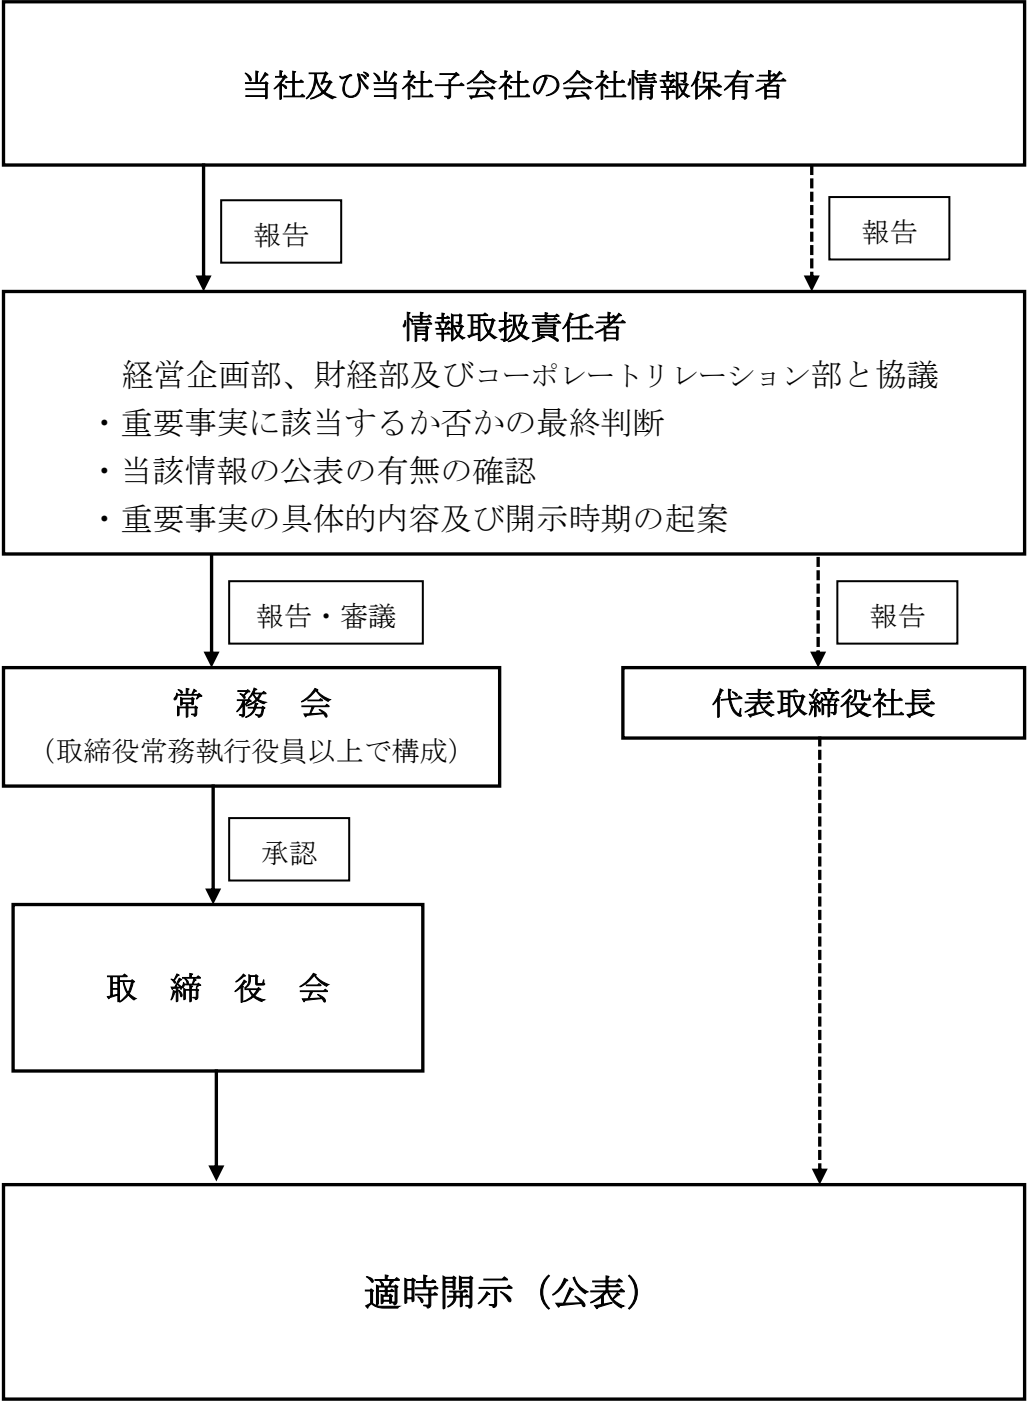 当社及び当社子会社の会社情報保有者
報告
報告
情報取扱責任者
経営企画部、財経部及びコーポレートリレーション部と協議
・重要事実に該当するか否かの最終判断
・当該情報の公表の有無の確認
・重要事実の具体的内容及び開示時期の起案
報告・審議
報告
常　務　会
（取締役常務執行役員以上で構成）
代表取締役社長
承認
取　締　役　会
適時開示（公表）